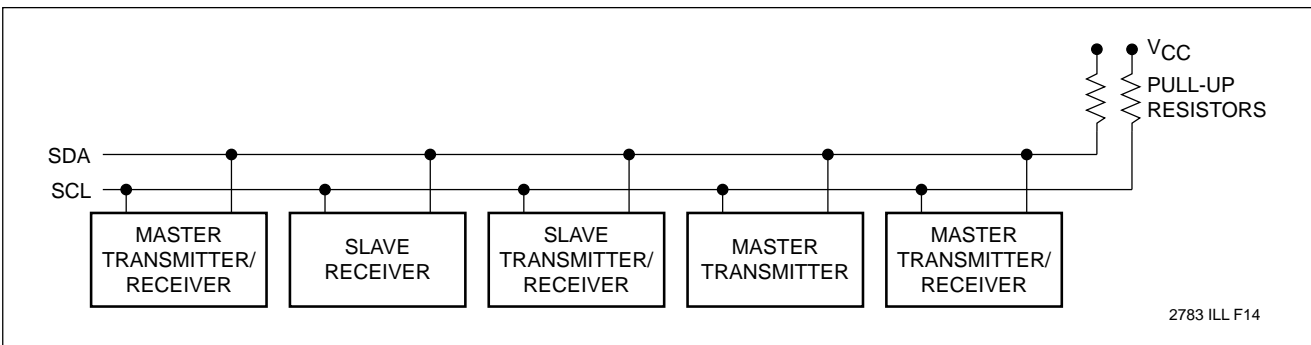 VCC
PULL-UP
RESISTORS
SDA
SCL
MASTER
TRANSMITTER/
RECEIVER
SLAVE
RECEIVER
SLAVE
TRANSMITTER/
RECEIVER
MASTER
TRANSMITTER
MASTER
TRANSMITTER/
RECEIVER
2783 ILL F14